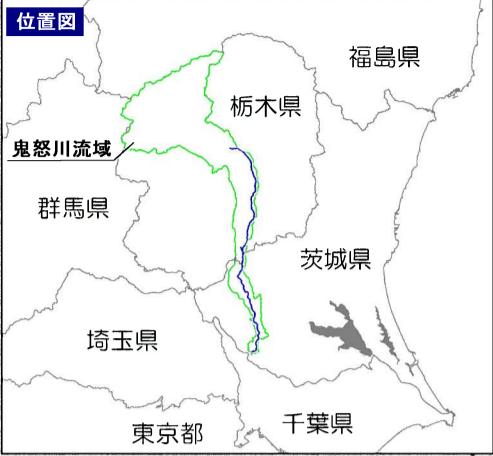 位置図
福島県
栃木県
鬼怒川流域
群馬県
茨城県
埼玉県
千葉県
東京都